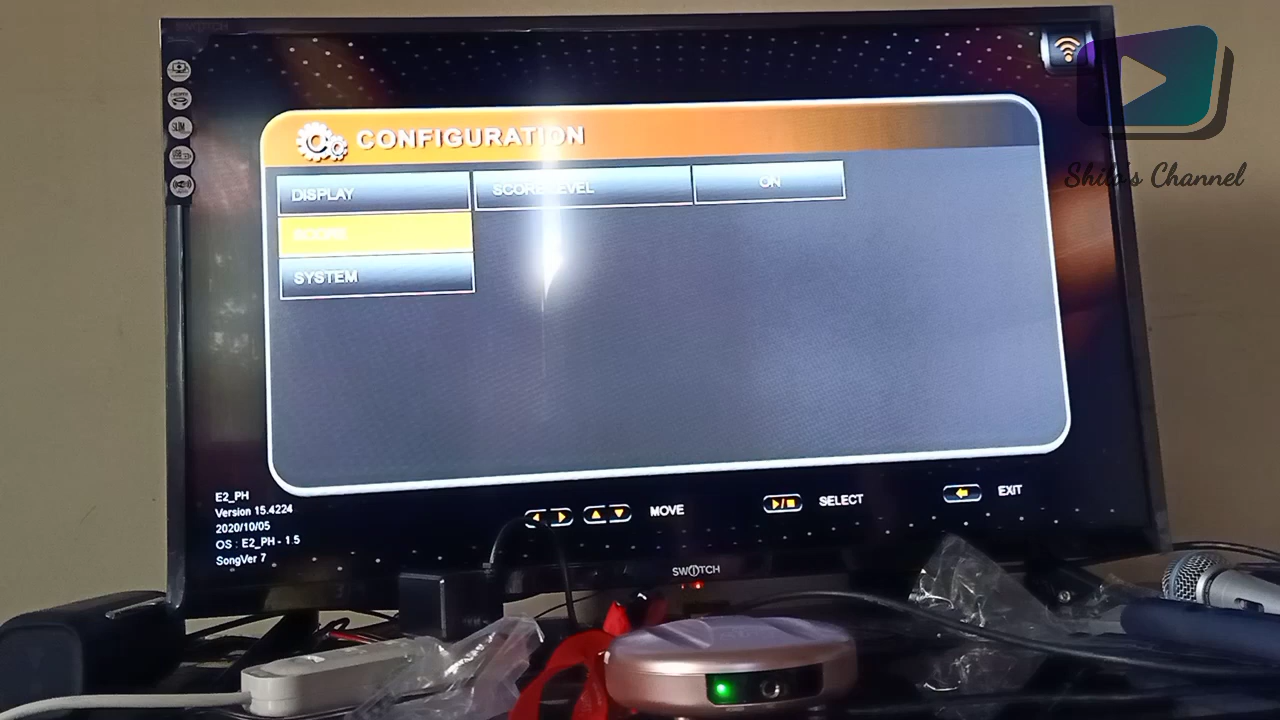 CONFIGURATION
DISPLAY
SCORE LEVEL
ON
SCORE
SYSTEM
E2_PH
Version 15.4224
2020/10/05
OS : E2_PH - 1.5
SongVer 7
MOVE
SELECT
EXIT
SWITCH
Shilo's Channel